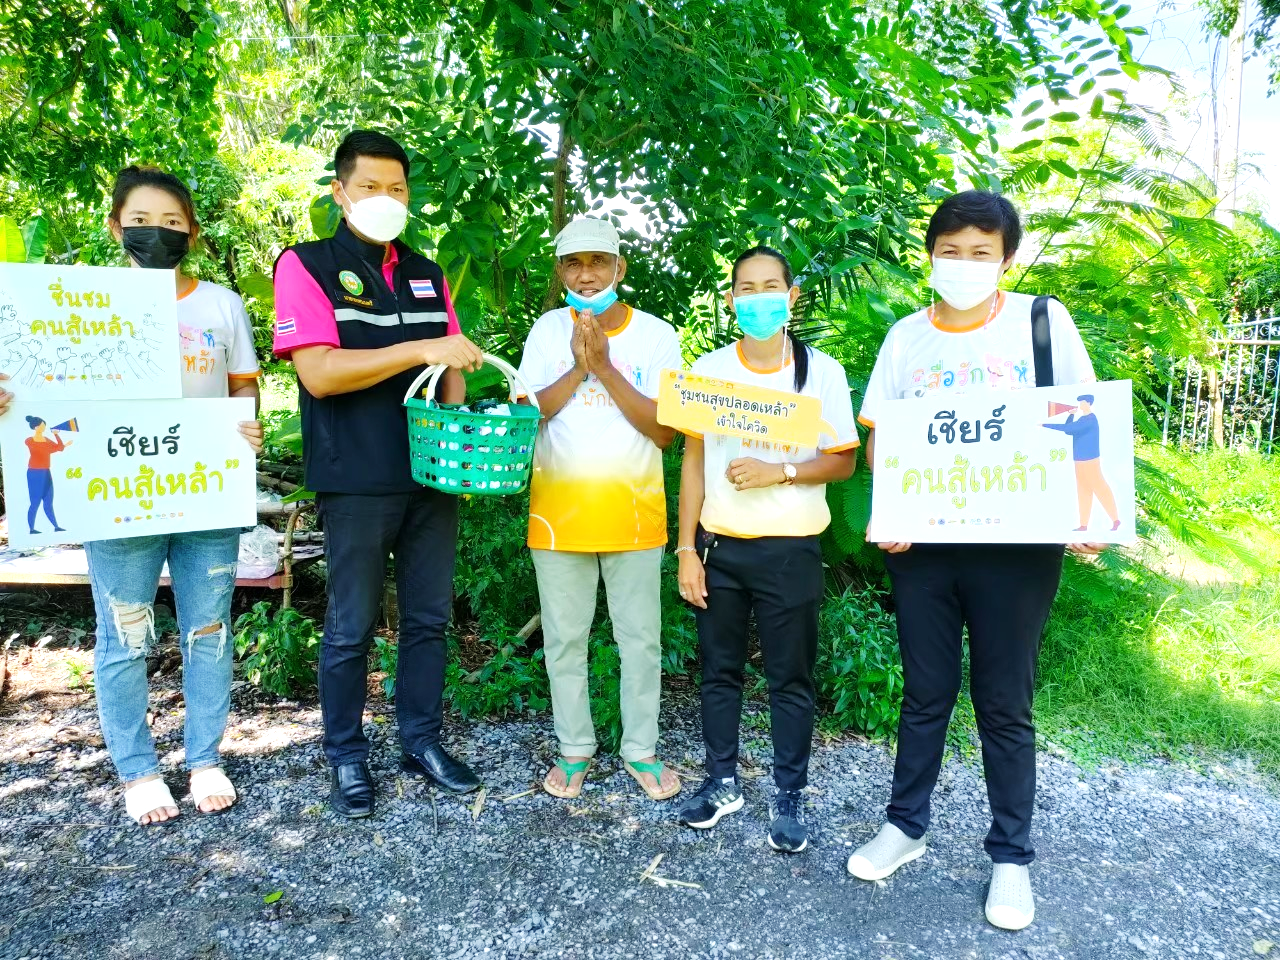 ชื่นชม
คนสู้เหล้า
เชียร์
“คนสู้เหล้า”
“ชุมชนสุขปลอดเหล้า”
เข้าใจโควิด
เชียร์
“คนสู้เหล้า”